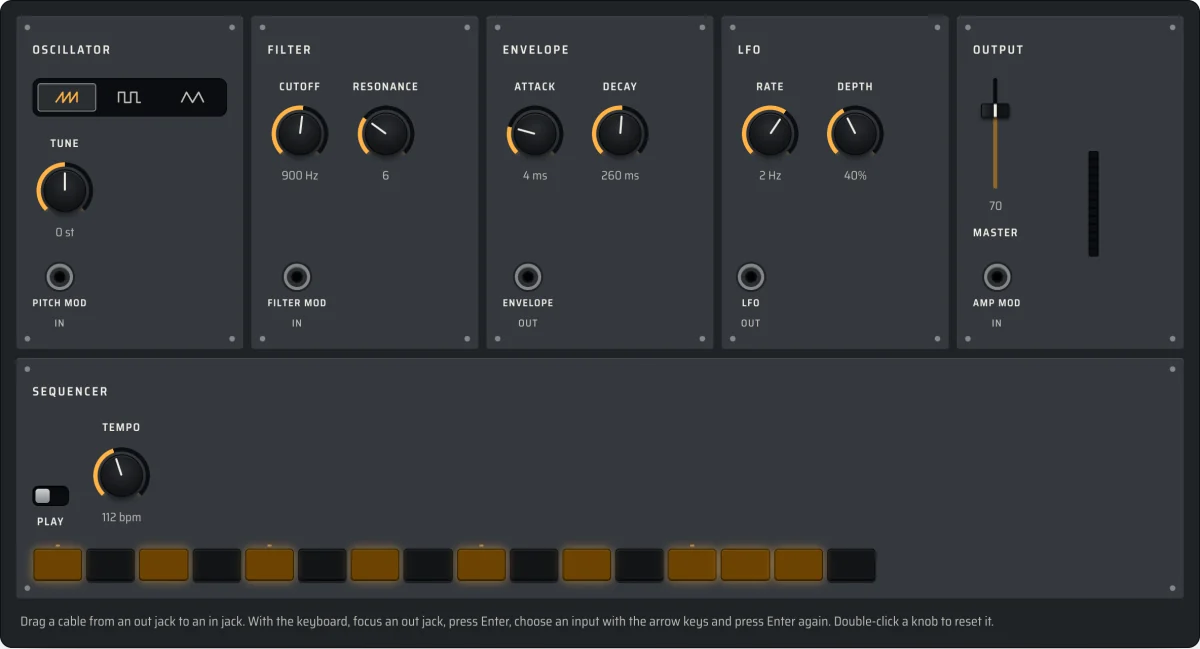 OSCILLATOR
TUNE
0 st
PITCH MOD
IN
FILTER
CUTOFF
RESONANCE
900 Hz
6
FILTER MOD
IN
ENVELOPE
ATTACK
DECAY
4 ms
260 ms
ENVELOPE
OUT
LFO
RATE
DEPTH
2 Hz
40%
LFO
OUT
OUTPUT
70
MASTER
AMP MOD
IN
SEQUENCER
TEMPO
112 bpm
PLAY
Drag a cable from an out jack to an in jack. With the keyboard, focus an out jack, press Enter, choose an input with the arrow keys and press Enter again. Double-click a knob to reset it.